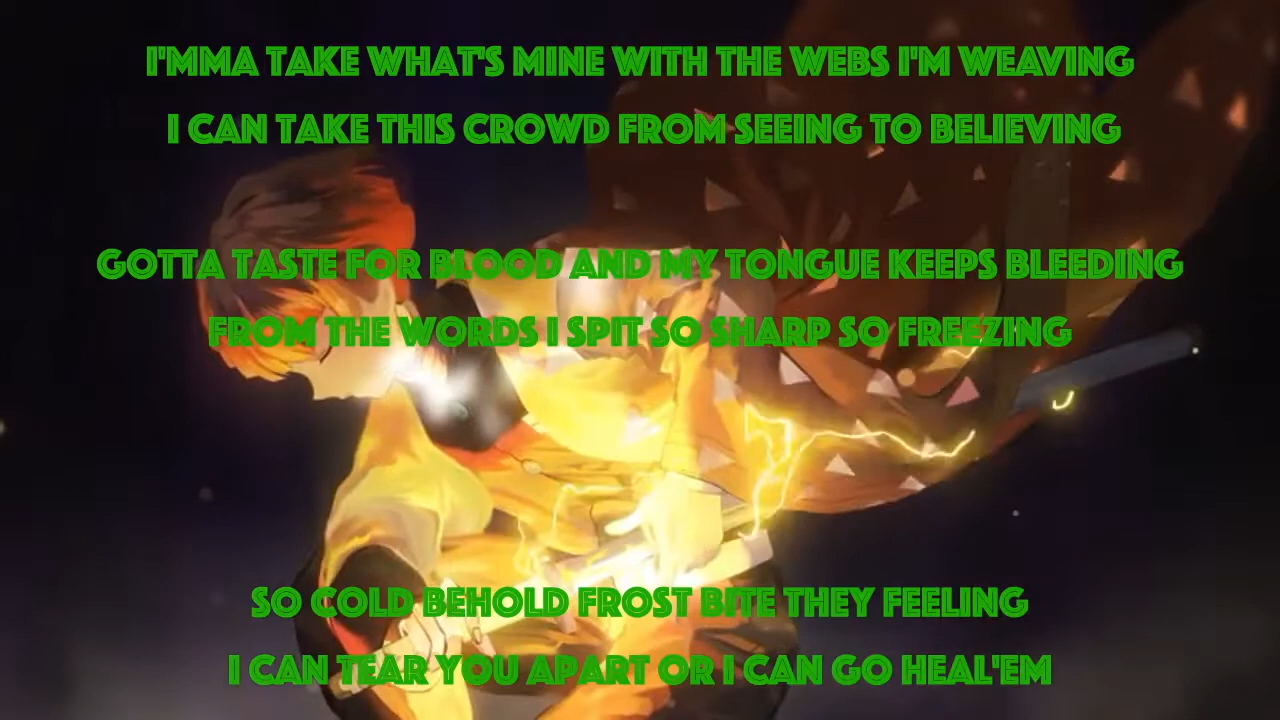 I'MMA TAKE WHAT'S MINE WITH THE WEBS I'M WEAVING
I CAN TAKE THIS CROWD FROM SEEING TO BELIEVING
GOTTA TASTE FOR BLOOD AND MY TONGUE KEEPS BLEEDING
FROM THE WORDS I SPIT SO SHARP SO FREEZING
SO COLD BEHOLD FROST BITE THEY FEELING
I CAN TEAR YOU APART OR I CAN GO HEAL'EM